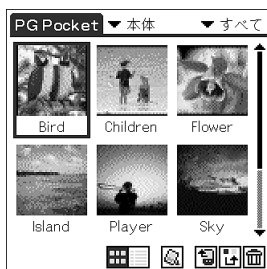 PG Pocket ▼ 本体 ▼ すべて
Bird Children Flower
Island Player Sky